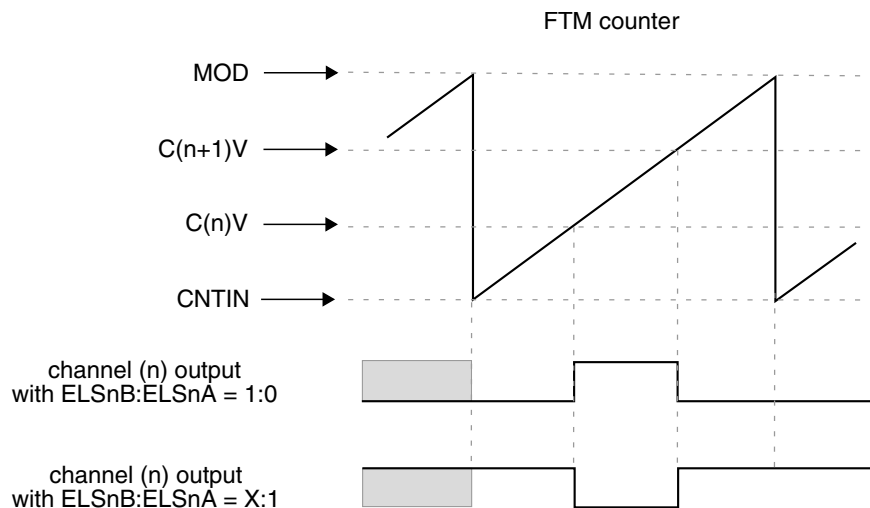 FTM counter
MOD
C(n+1)V
C(n)V
CNTIN
channel (n) output
with ELSnB:ELSnA = 1:0
channel (n) output
with ELSnB:ELSnA = X:1